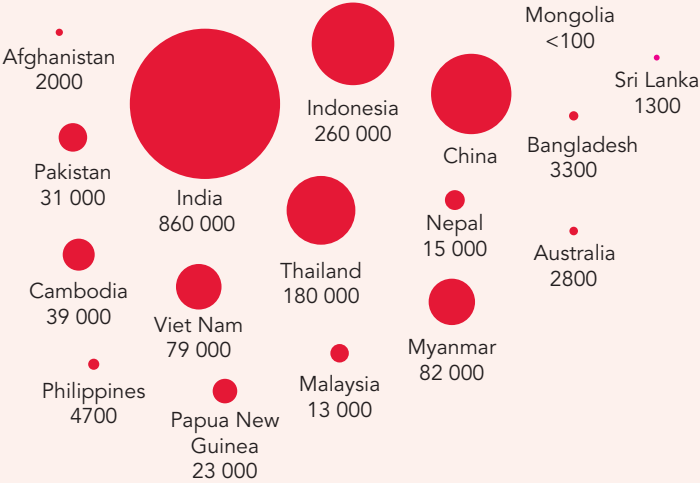 Afghanistan
2000
India
860 000
Indonesia
260 000
China
Mongolia
<100
Sri Lanka
1300
Pakistan
31 000
Bangladesh
3300
Thailand
180 000
Nepal
15 000
Australia
2800
Cambodia
39 000
Viet Nam
79 000
Myanmar
82 000
Philippines
4700
Papua New
Guinea
23 000
Malaysia
13 000